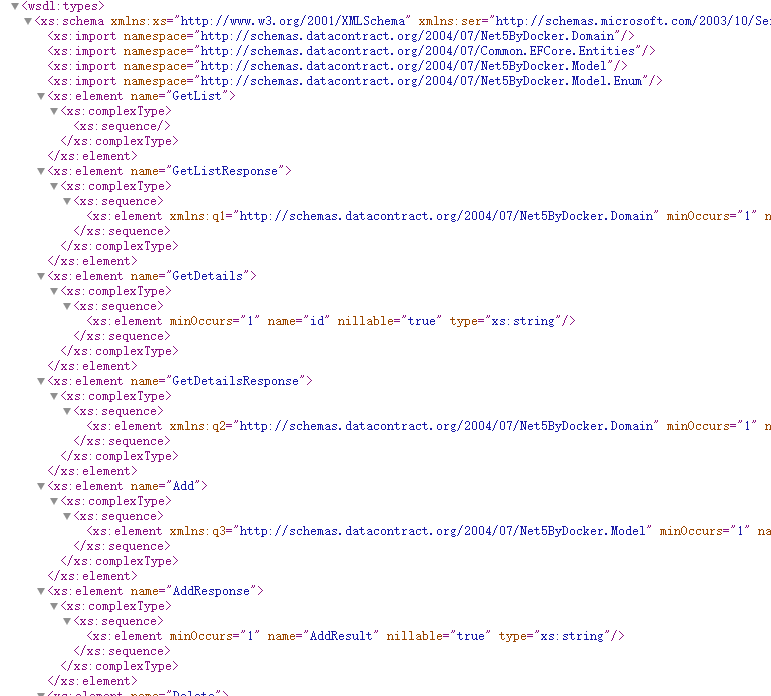 <wsdl:types>
<xs:schema xmlns:xs="http://www.w3.org/2001/XMLSchema" xmlns:ser="http://schemas.microsoft.com/2003/10/Se
<xs:import namespace="http://schemas.datacontract.org/2004/07/Net5ByDocker.Domain"/>
<xs:import namespace="http://schemas.datacontract.org/2004/07/Common.EFCore.Entities"/>
<xs:import namespace="http://schemas.datacontract.org/2004/07/Net5ByDocker.Model"/>
<xs:import namespace="http://schemas.datacontract.org/2004/07/Net5ByDocker.Model.Enum"/>
<xs:element name="GetList">
<xs:complexType>
<xs:sequence/>
</xs:complexType>
</xs:element>
<xs:element name="GetListResponse">
<xs:complexType>
<xs:sequence>
<xs:element xmlns:q1="http://schemas.datacontract.org/2004/07/Net5ByDocker.Domain" minOccurs="1" n
</xs:sequence>
</xs:complexType>
</xs:element>
<xs:element name="GetDetails">
<xs:complexType>
<xs:sequence>
<xs:element minOccurs="1" name="id" nillable="true" type="xs:string"/>
</xs:sequence>
</xs:complexType>
</xs:element>
<xs:element name="GetDetailsResponse">
<xs:complexType>
<xs:sequence>
<xs:element xmlns:q2="http://schemas.datacontract.org/2004/07/Net5ByDocker.Domain" minOccurs="1" n
</xs:sequence>
</xs:complexType>
</xs:element>
<xs:element name="Add">
<xs:complexType>
<xs:sequence>
<xs:element xmlns:q3="http://schemas.datacontract.org/2004/07/Net5ByDocker.Model" minOccurs="1" na
</xs:sequence>
</xs:complexType>
</xs:element>
<xs:element name="AddResponse">
<xs:complexType>
<xs:sequence>
<xs:element minOccurs="1" name="AddResult" nillable="true" type="xs:string"/>
</xs:sequence>
</xs:complexType>
</xs:element>
<xs:element name="Delete">